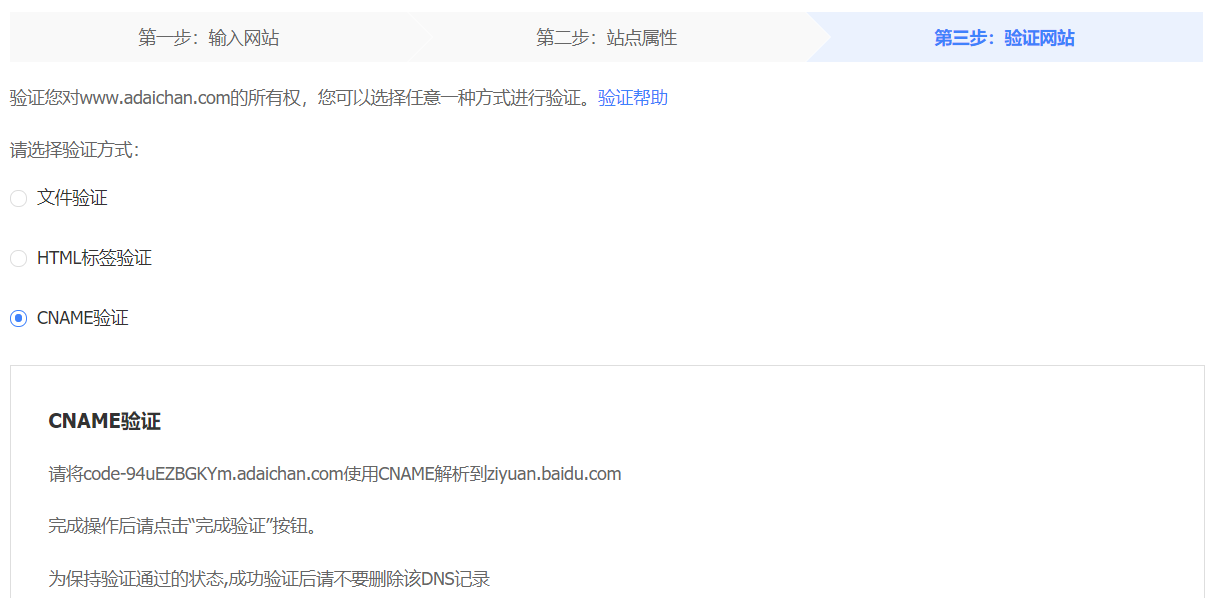 第一步：输入网站 第二步：站点属性 第三步：验证网站
验证您对www.adaichan.com的所有权，您可以选择任意一种方式进行验证。验证帮助
请选择验证方式：
文件验证
HTML标签验证
CNAME验证
CNAME验证
请将code-94uEZBGKYm.adaichan.com使用CNAME解析到ziyuan.baidu.com
完成操作后请点击“完成验证”按钮。
为保持验证通过的状态,成功验证后请不要删除该DNS记录